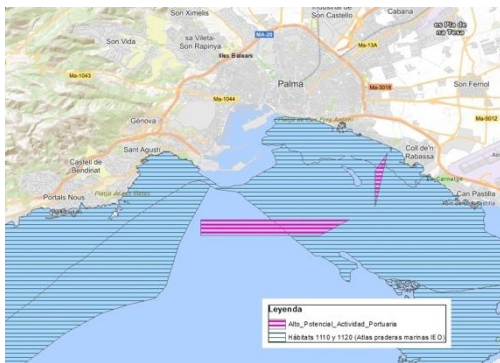 Son Ximelis
Industrial de
Son Castelló
Cabana
es Pla de
na Tesa
MA-20
Son Vida
sa Vileta-
Son Rapinya
Illes Balears
Ma-13A
Palma
Ma-3018
Son Ferriol
Ma-1043
Ma-1044
Ma-5012
Gènova
Sant Agustí
Castell de
Bendinat
Coll d'en
Rabassa
Portals Nous
Can Pastilla
Leyenda
Alto_Potencial_Actividad_Portuaria
Hábitats 1110 y 1120 (Atlas praderas marinas IEO)